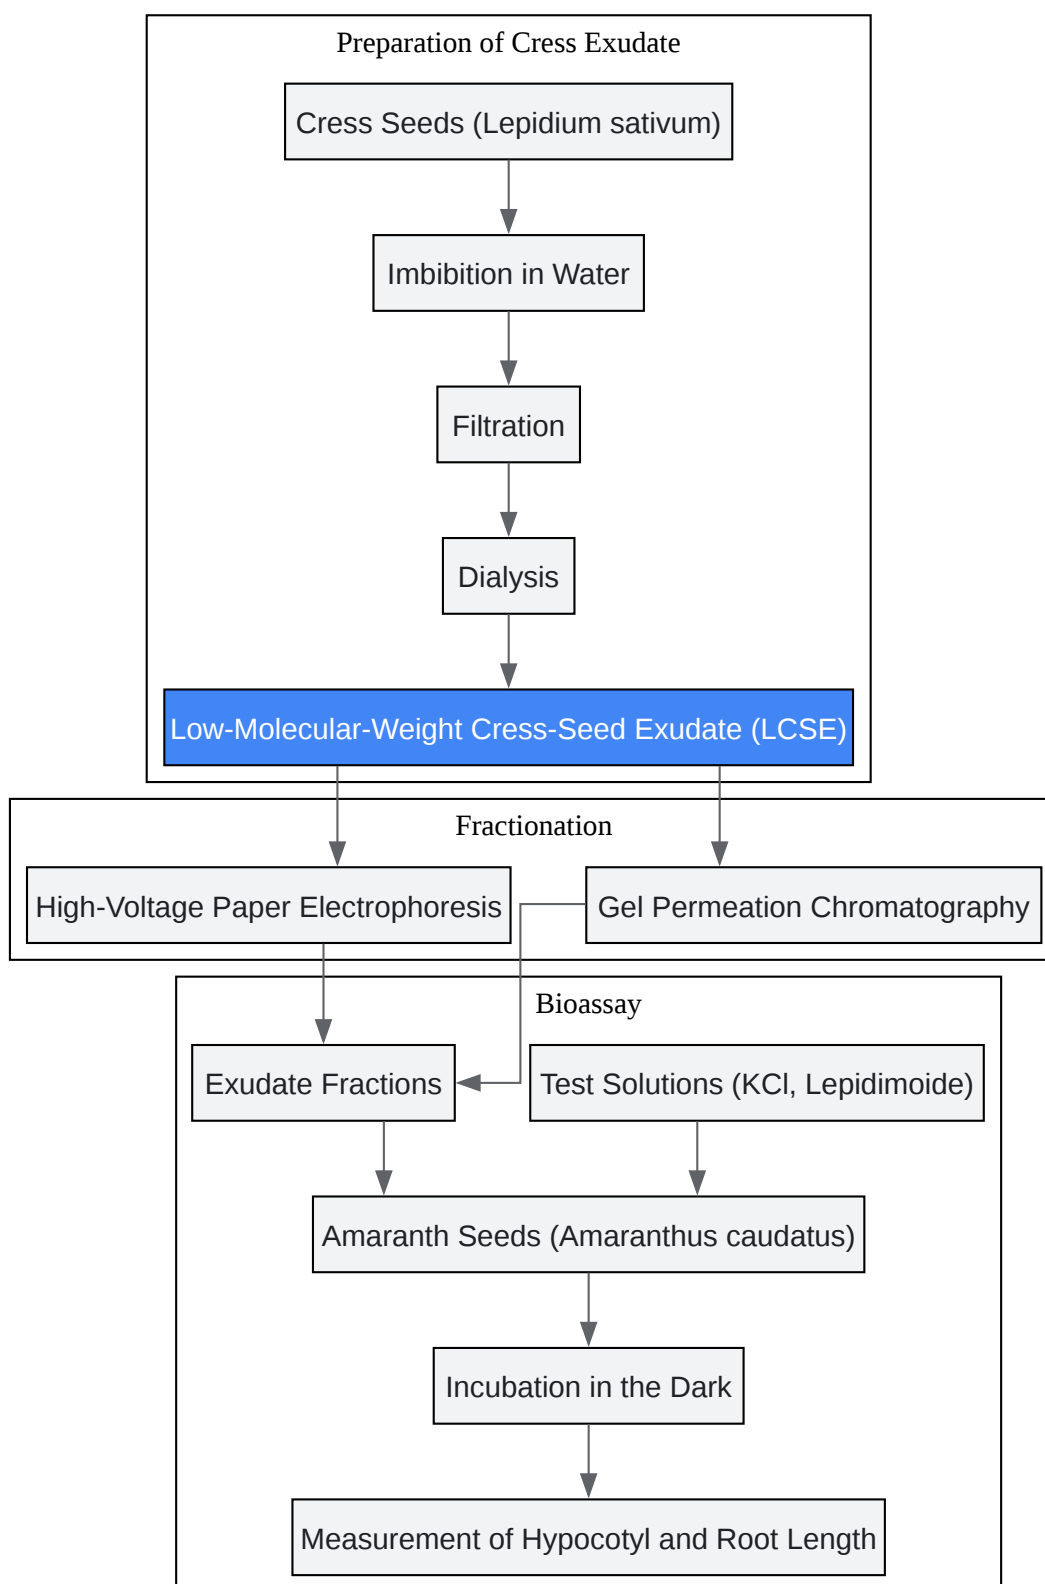 Preparation of Cress Exudate
Cress Seeds (Lepidium sativum)
Imbibition in Water
Filtration
Dialysis
Low-Molecular-Weight Cress-Seed Exudate (LCSE)
Fractionation
High-Voltage Paper Electrophoresis
Gel Permeation Chromatography
Bioassay
Exudate Fractions
Test Solutions (KCl, Lepidimoide)
Amaranth Seeds (Amaranthus caudatus)
Incubation in the Dark
Measurement of Hypocotyl and Root Length